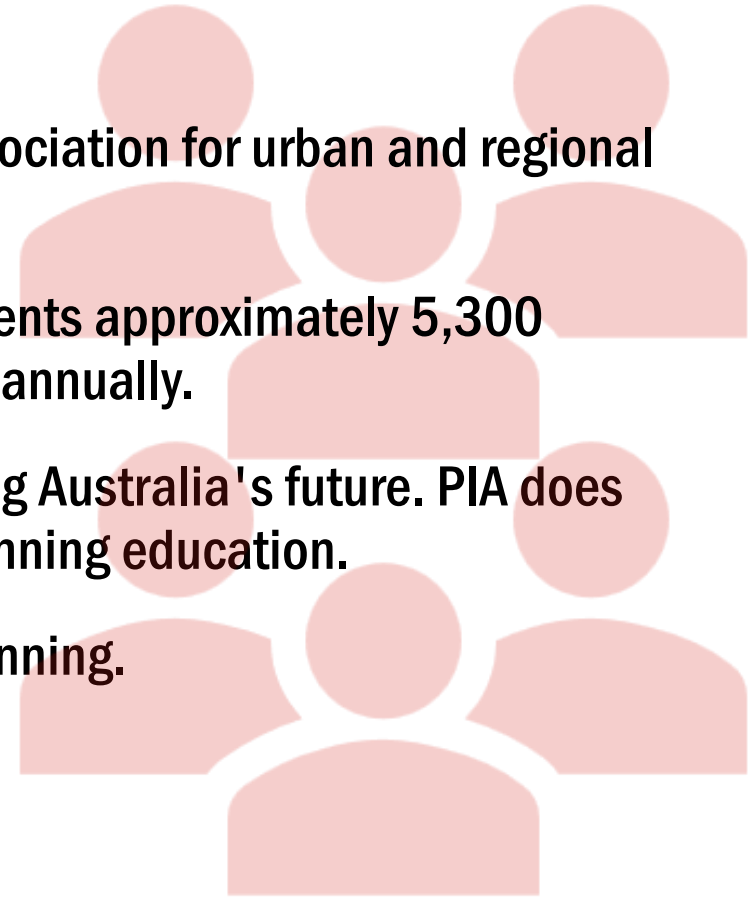 ociation for urban and regional
ents approximately 5,300
annually.
g Australia's future. PIA does
nning education.
nning.